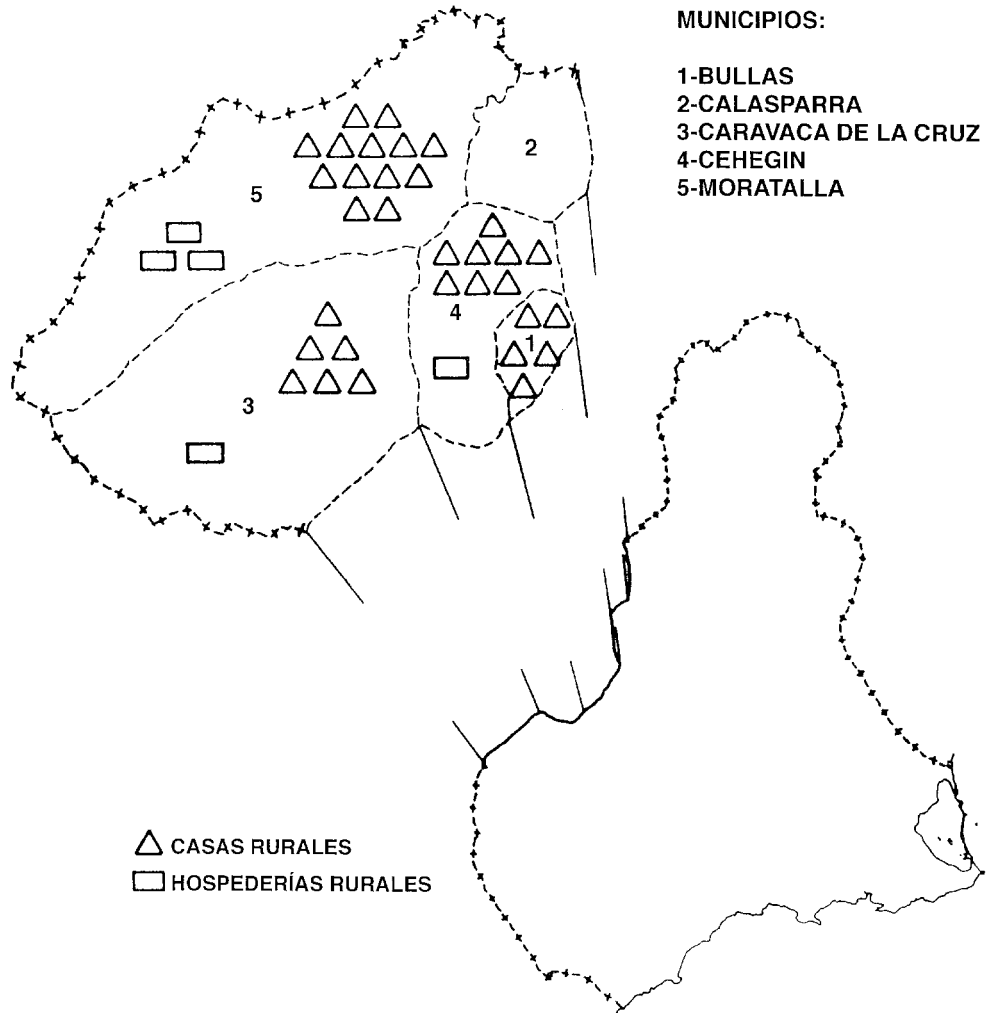 MUNICIPIOS:
1-BULLAS
2-CALASPARRA
3-CARAVACA DE LA CRUZ
4-CEHEGIN
5-MORATALLA
2
5
4
1
3
CASAS RURALES
HOSPEDERÍAS RURALES